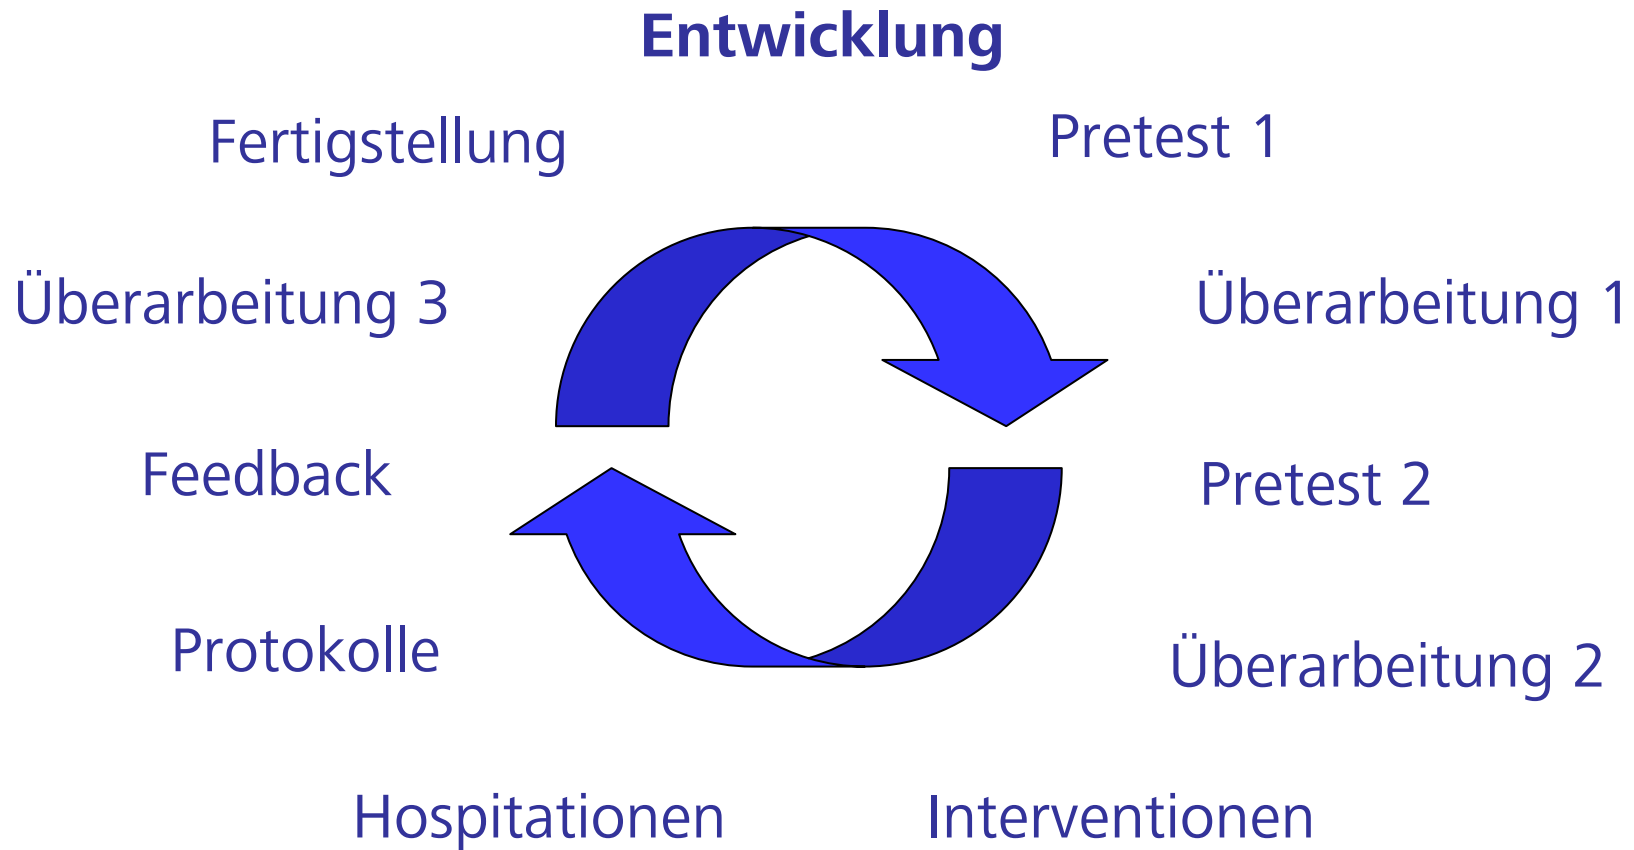 Entwicklung
Fertigstellung
Pretest 1
Überarbeitung 3
Überarbeitung 1
Feedback
Pretest 2
Protokolle
Überarbeitung 2
Hospitationen
Interventionen